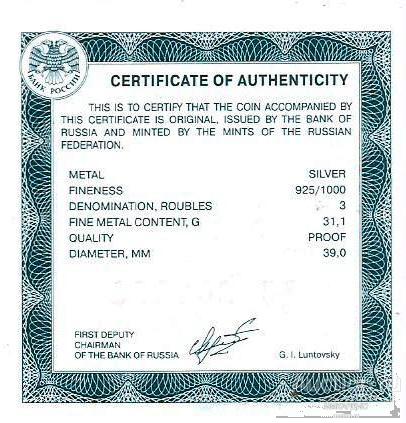 БАНК РОССИИ
CERTIFICATE OF AUTHENTICITY
THIS IS TO CERTIFY THAT THE COIN ACCOMPANIED BY
THIS CERTIFICATE IS ORIGINAL, ISSUED BY THE BANK OF
RUSSIA AND MINTED BY THE MINTS OF THE RUSSIAN
FEDERATION.
METAL SILVER
FINENESS 925/1000
DENOMINATION, ROUBLES 3
FINE METAL CONTENT, G 31,1
QUALITY PROOF
DIAMETER, MM 39,0
FIRST DEPUTY
CHAIRMAN
OF THE BANK OF RUSSIA G. I. Luntovsky